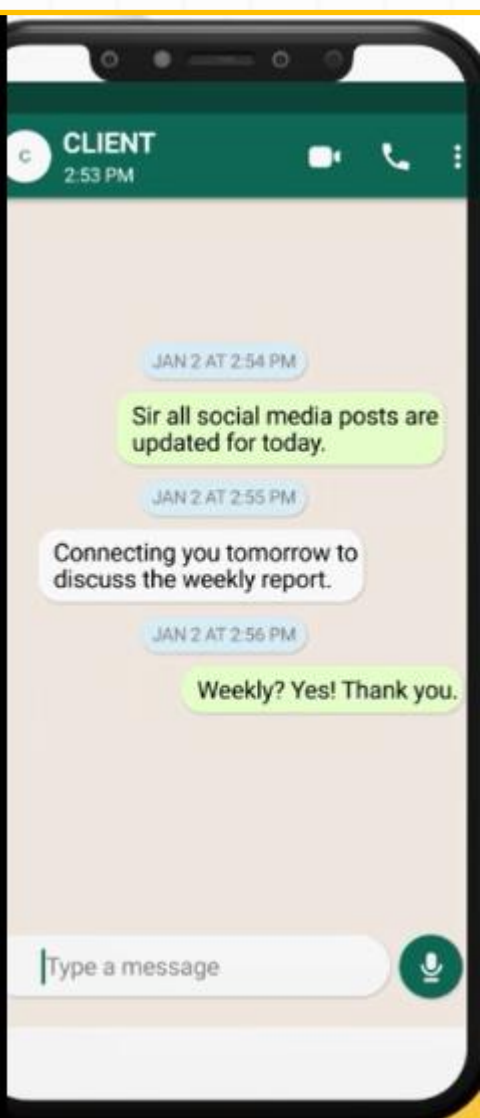 C
CLIENT
2:53 PM
JAN 2 AT 2:54 PM
Sir all social media posts are
updated for today.
JAN 2 AT 2:55 PM
Connecting you tomorrow to
discuss the weekly report.
JAN 2 AT 2:56 PM
Weekly? Yes! Thank you.
Type a message